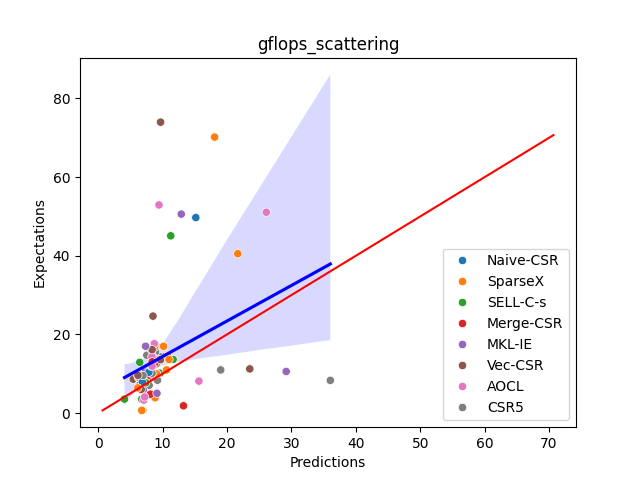 gflops_scattering
Expectations
80
60
40
20
0
0 10 20 30 40 50 60 70
Predictions
Naive-CSR
SparseX
SELL-C-s
Merge-CSR
MKL-IE
Vec-CSR
AOCL
CSR5